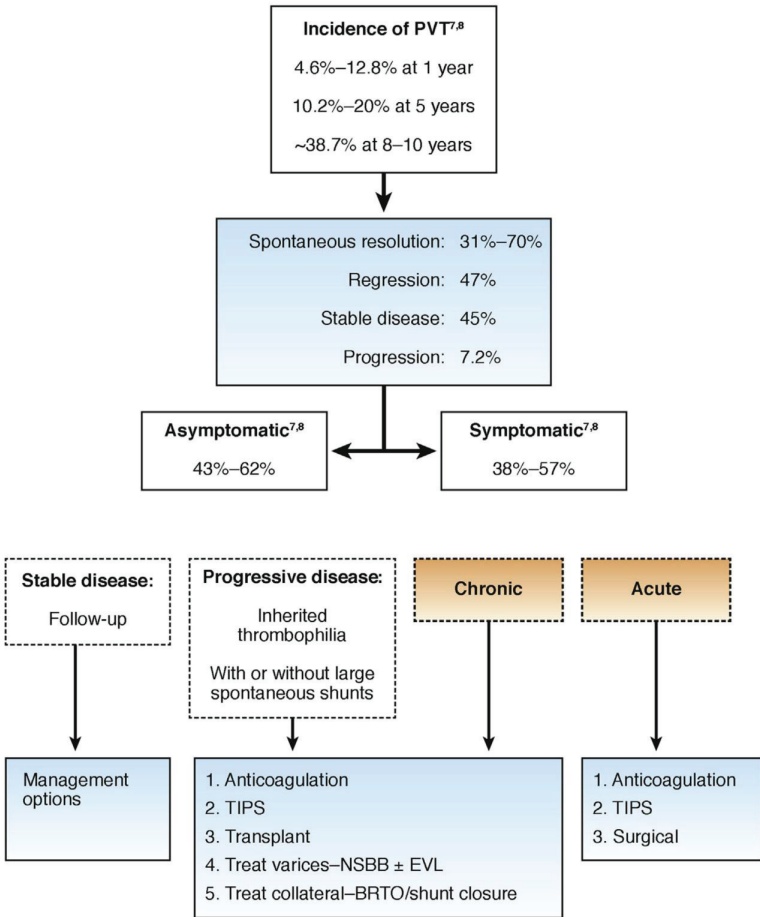 Incidence of PVT7,8
4.6%–12.8% at 1 year
10.2%–20% at 5 years
~38.7% at 8–10 years
Spontaneous resolution: 31%–70%
Regression: 47%
Stable disease: 45%
Progression: 7.2%
Asymptomatic7,8
43%–62%
Symptomatic7,8
38%–57%
Stable disease:
Follow-up
Progressive disease:
Inherited
thrombophilia
With or without large
spontaneous shunts
Chronic
Acute
Management
options
1. Anticoagulation
2. TIPS
3. Transplant
4. Treat varices–NSBB ± EVL
5. Treat collateral–BRTO/shunt closure
1. Anticoagulation
2. TIPS
3. Surgical